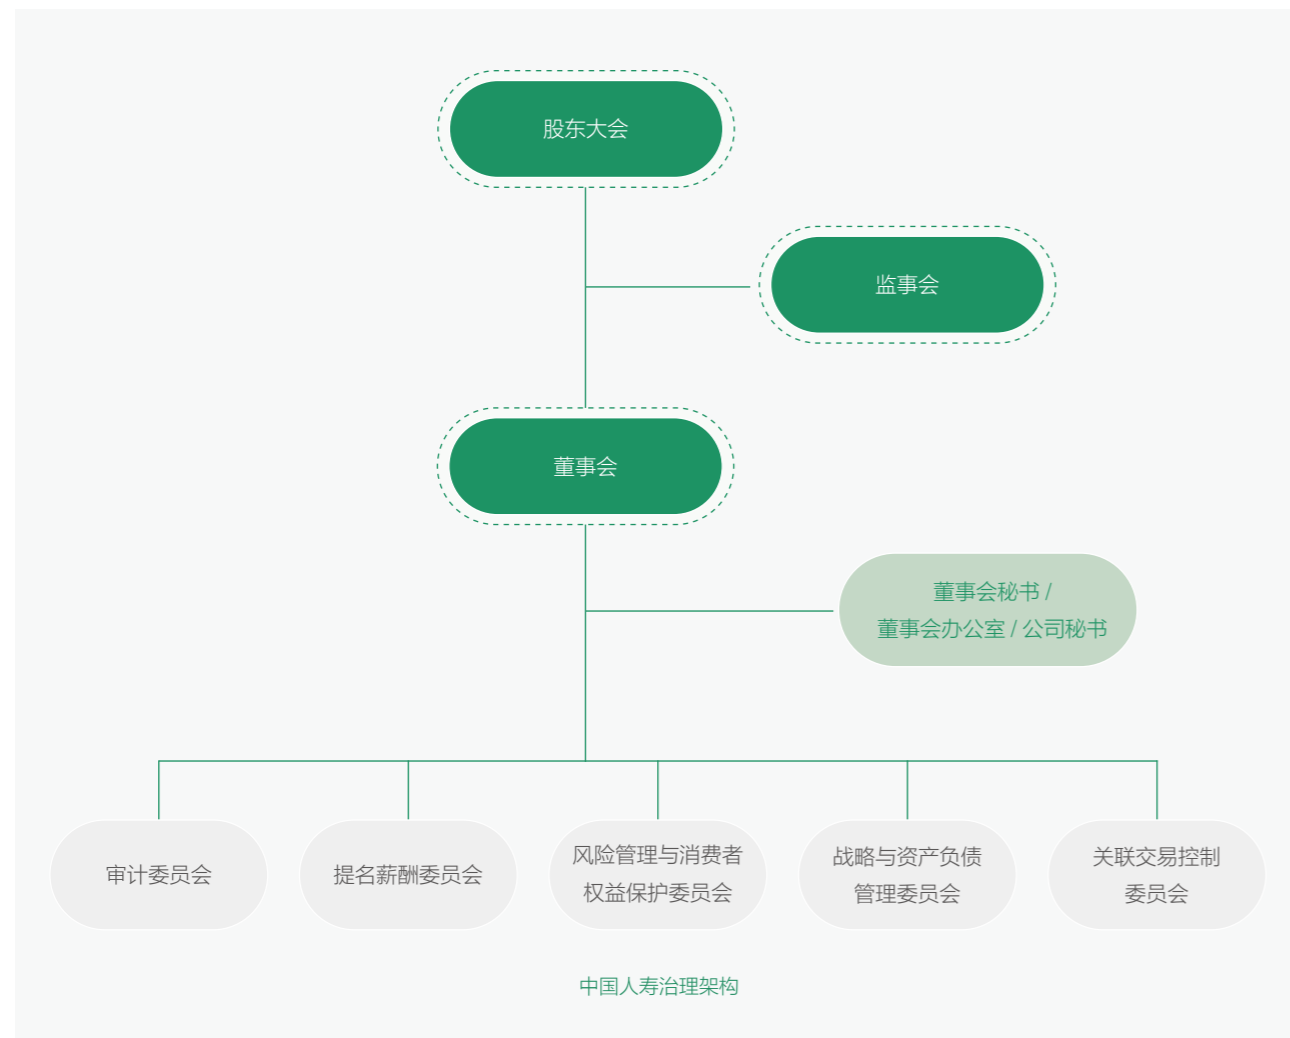 股东大会
监事会
董事会
董事会秘书 /
董事会办公室 / 公司秘书
审计委员会
提名薪酬委员会
风险管理与消费者
权益保护委员会
战略与资产负债
管理委员会
关联交易控制
委员会
中国人寿治理架构